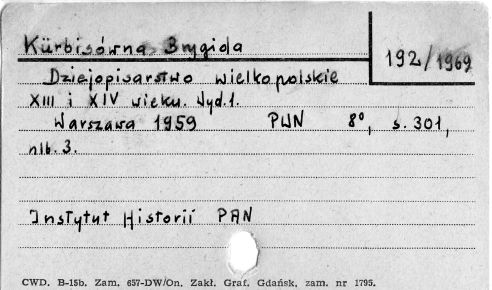 Kürbisówna Brygida
192/1969
Dziejopisarstwo wielkopolskie
XIII i XIV wieku. Wyd.1.
Warszawa 1959 PWN 8°, s. 301,
nlb. 3.
Instytut Historii PAN
CWD. B-15b. Zam. 657-DW/On. Zakł. Graf. Gdańsk, zam. nr 1795.